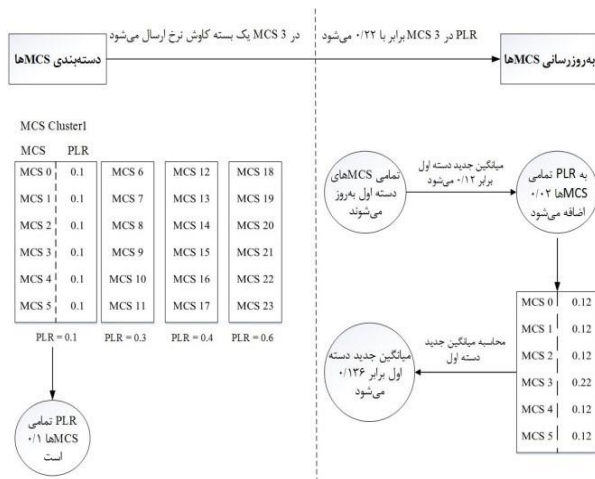 در MCS 3 یک بسته کاوش نرخ ارسال می‌شود
PLR در MCS 3 برابر با ۰/۲۲ می‌شود
دسته‌بندی MCSها
به‌روزرسانی MCSها
MCS Cluster1
MCS PLR
MCS 0 0.1 MCS 6 MCS 12 MCS 18
MCS 1 0.1 MCS 7 MCS 13 MCS 19
MCS 2 0.1 MCS 8 MCS 14 MCS 20
MCS 3 0.1 MCS 9 MCS 15 MCS 21
MCS 4 0.1 MCS 10 MCS 16 MCS 22
MCS 5 0.1 MCS 11 MCS 17 MCS 23
PLR = 0.1 PLR = 0.3 PLR = 0.4 PLR = 0.6
PLR تمامی
MCSها ۰/۱
است
تمامی MCSهای
دسته اول به‌روز
می‌شوند
میانگین جدید دسته اول
برابر ۰/۱۲ می‌شود
به PLR تمامی
MCSها ۰/۰۲
اضافه می‌شود
MCS 0 0.12
MCS 1 0.12
MCS 2 0.12
MCS 3 0.22
MCS 4 0.12
MCS 5 0.12
محاسبه میانگین جدید
دسته اول
میانگین جدید دسته
اول برابر ۰/۱۳۶
می‌شود